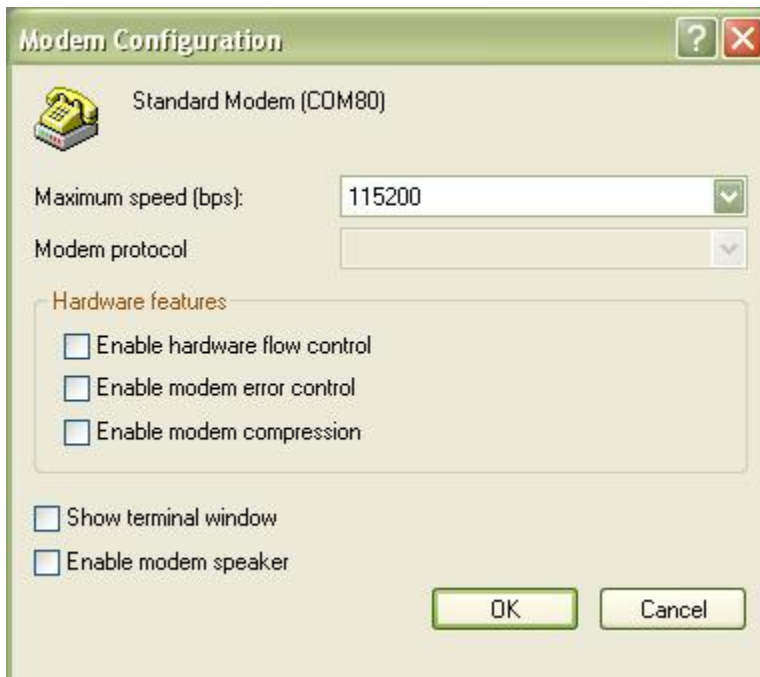 Modem Configuration
Standard Modem (COM80)
Maximum speed (bps): 115200
Modem protocol
Hardware features
Enable hardware flow control
Enable modem error control
Enable modem compression
Show terminal window
Enable modem speaker
OK Cancel